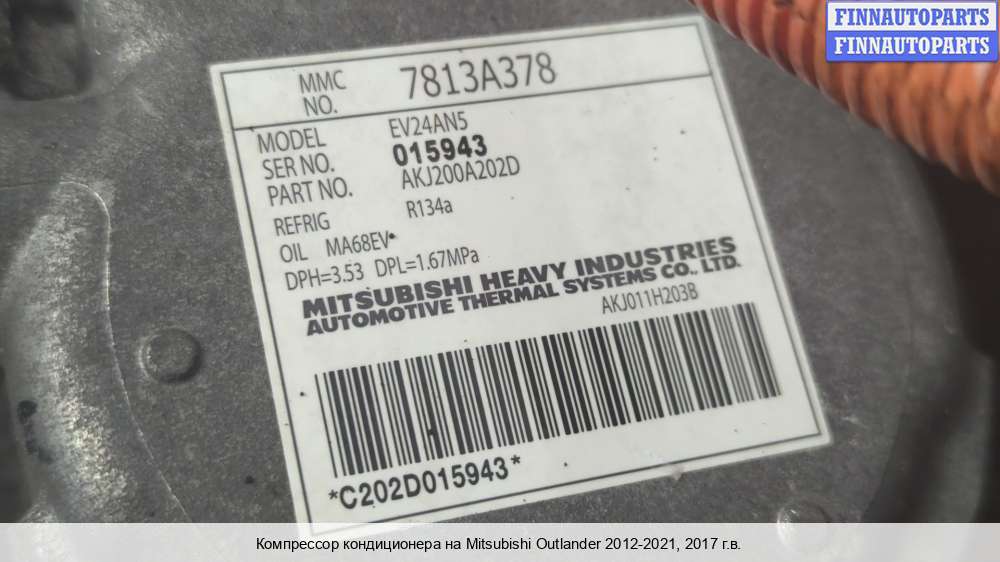 FINNAUTOPARTS
FINNAUTOPARTS
MMC NO. 7813A378
MODEL EV24AN5
SER NO. 015943
PART NO. AKJ200A202D
REFRIG R134a
OIL MA68EV
DPH=3.53 DPL=1.67MPa
MITSUBISHI HEAVY INDUSTRIES
AUTOMOTIVE THERMAL SYSTEMS CO., LTD.
AKJ011H203B
*C202D015943*
Компрессор кондиционера на Mitsubishi Outlander 2012-2021, 2017 г.в.